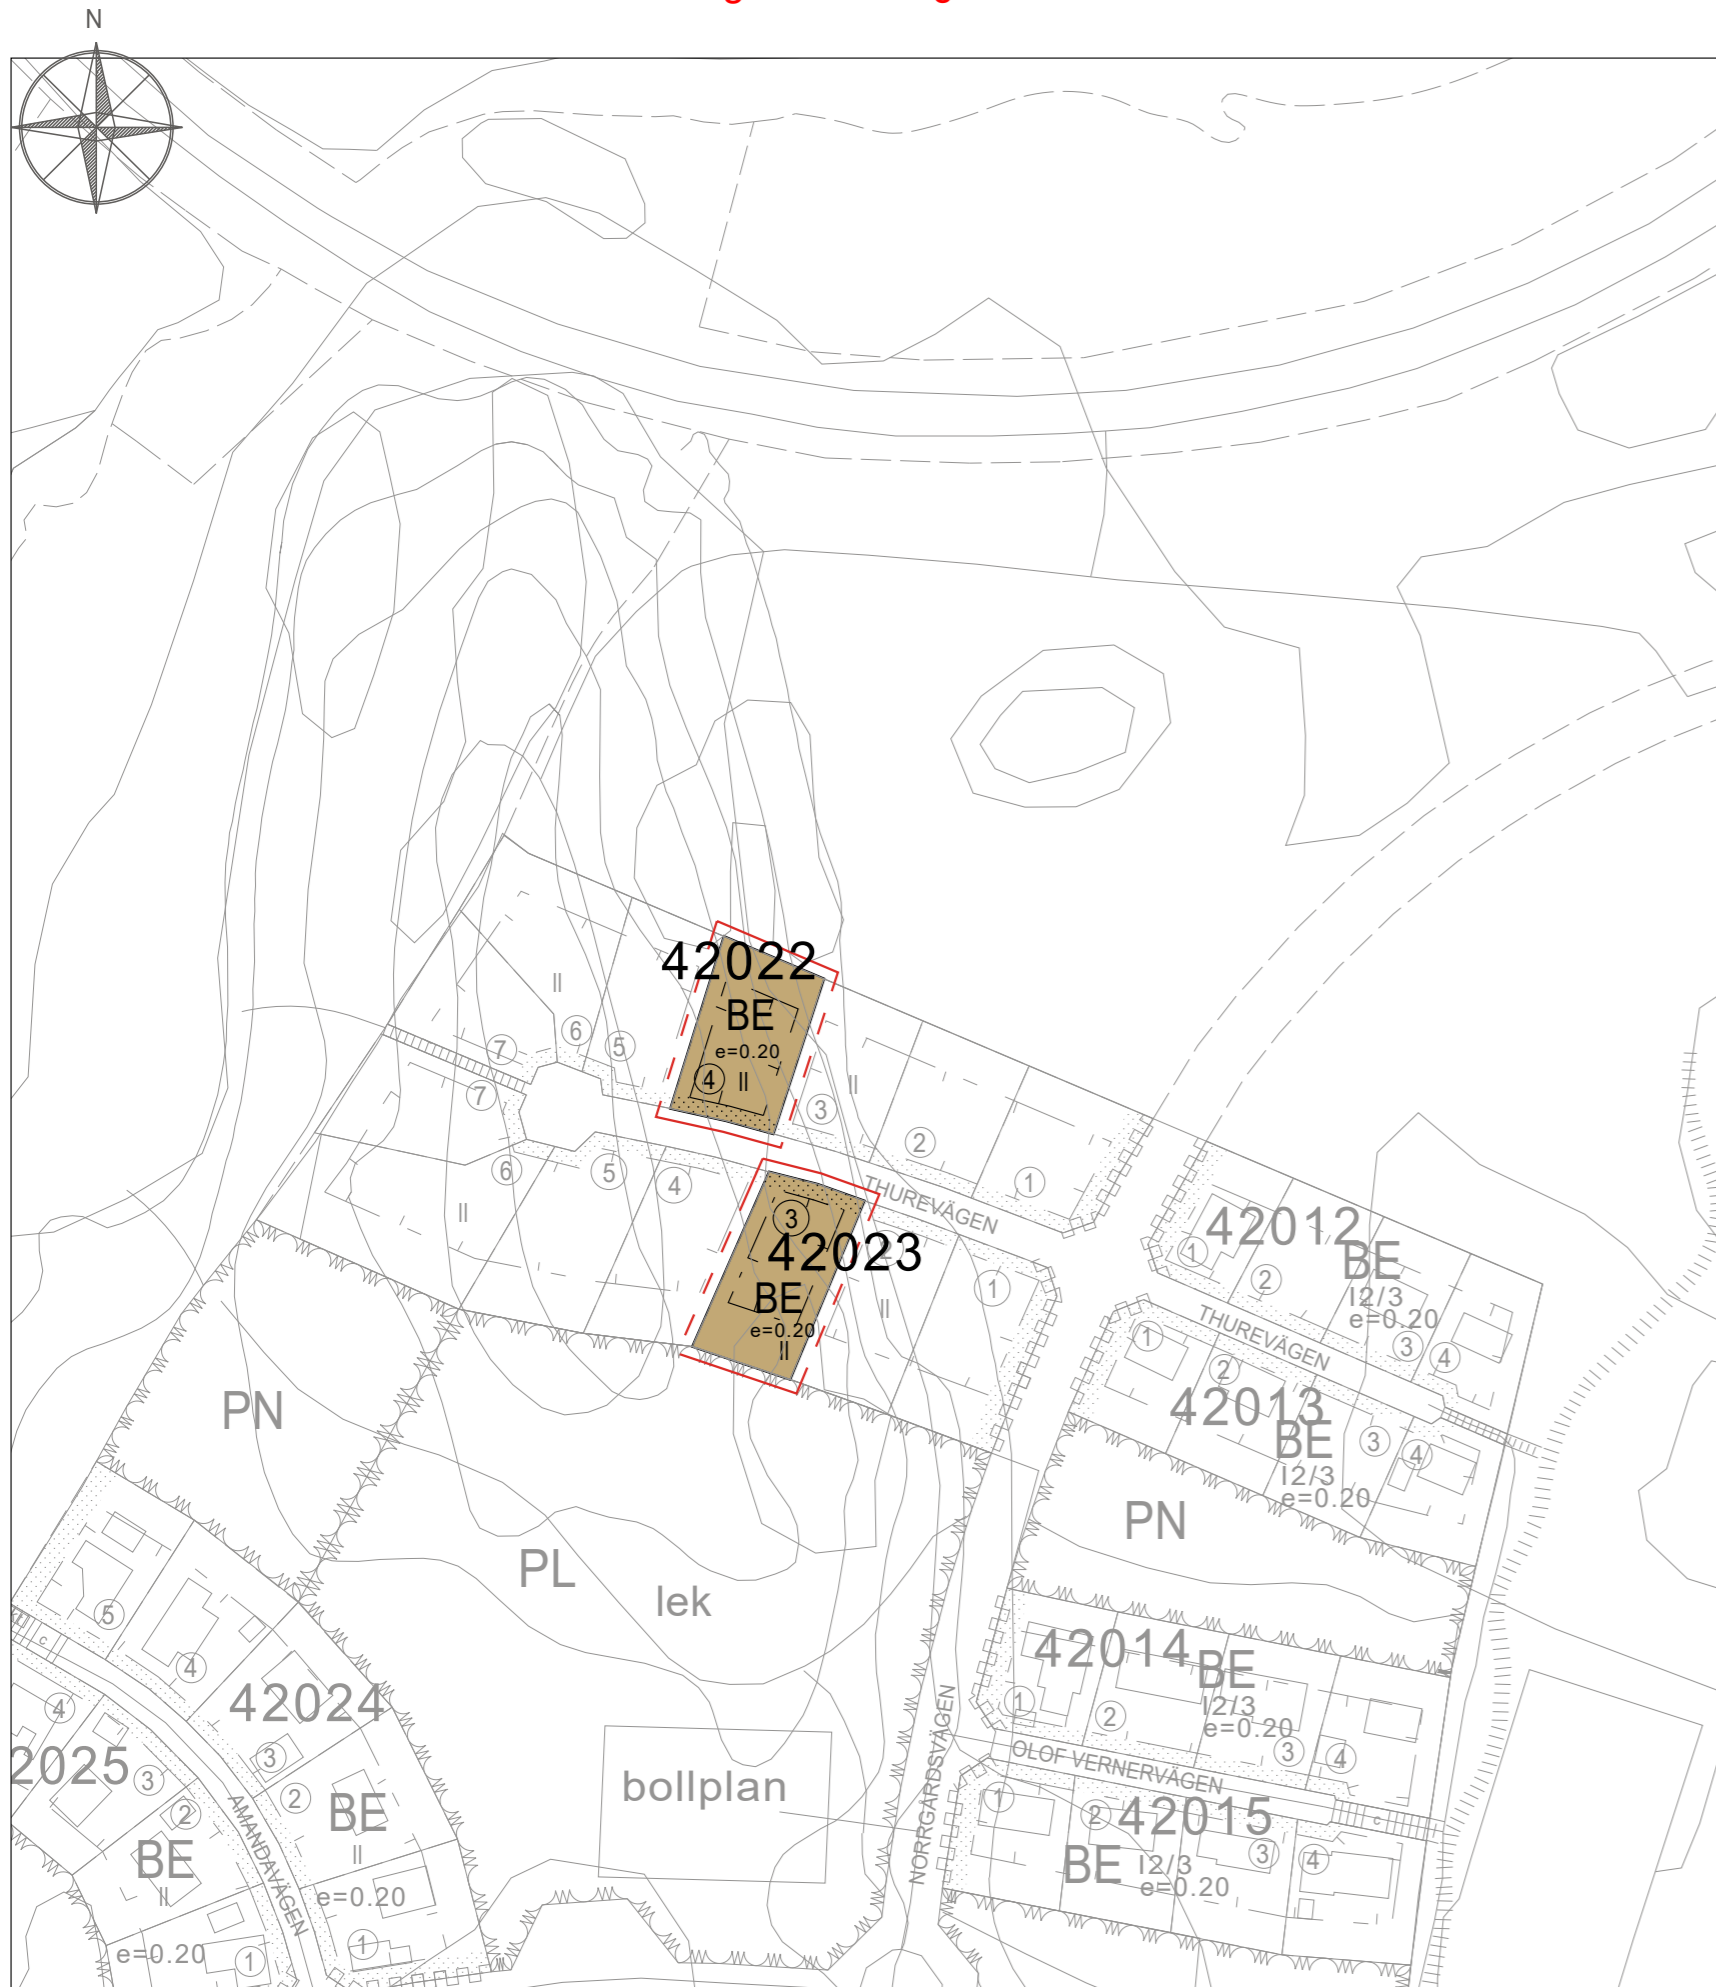 N
42022
BE
e=0.20
4
II
II
6
5
7
7
II
3
2
1
THUREVÄGEN
6
5
4
II
3
42023
BE
e=0.20
II
2
1
II
42012
BE
I2/3
e=0.20
1
2
3
4
THUREVÄGEN
1
2
42013
BE
I2/3
e=0.20
3
4
PN
PN
PL
lek
5
4
c
42024
4
3
2
BE
II
e=0.20
1
2025
3
2
BE
II
e=0.20
1
AMANDAVÄGEN
bollplan
NORRGÅRDSVÄGEN
42014
BE
I2/3
e=0.20
1
2
3
4
OLOF VERNERVÄGEN
1
2
42015
BE
I2/3
e=0.20
3
4
c